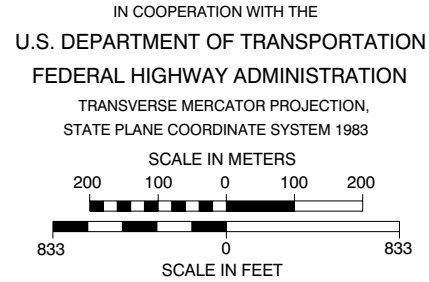 IN COOPERATION WITH THE
U.S. DEPARTMENT OF TRANSPORTATION
FEDERAL HIGHWAY ADMINISTRATION
TRANSVERSE MERCATOR PROJECTION,
STATE PLANE COORDINATE SYSTEM 1983
SCALE IN METERS
200 100 0 100 200
833 0 833
SCALE IN FEET